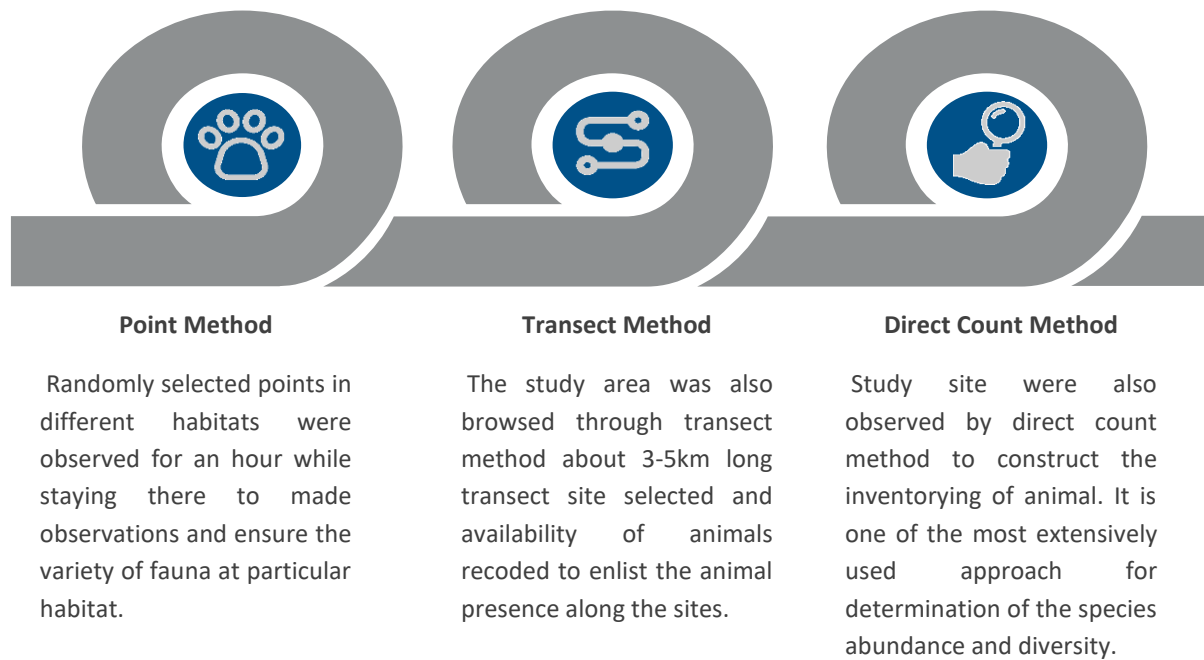 Point Method
Randomly selected points in
different habitats were
observed for an hour while
staying there to made
observations and ensure the
variety of fauna at particular
habitat.
Transect Method
The study area was also
browsed through transect
method about 3-5km long
transect site selected and
availability of animals
recoded to enlist the animal
presence along the sites.
Direct Count Method
Study site were also
observed by direct count
method to construct the
inventorying of animal. It is
one of the most extensively
used approach for
determination of the species
abundance and diversity.